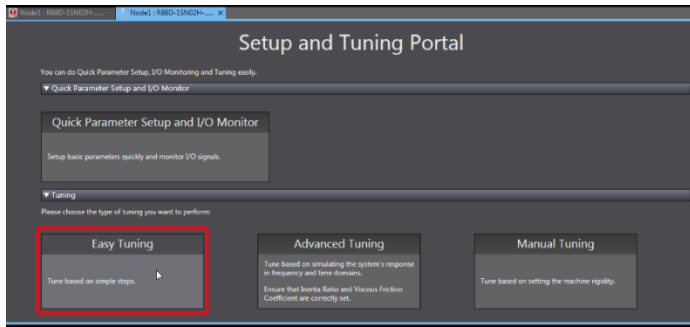 Node1 : R88D-1SN02H-....
Node1 : R88D-1SN02H-.... X
Setup and Tuning Portal
You can do Quick Parameter Setup, I/O Monitoring and Tuning easily.
▼ Quick Parameter Setup and I/O Monitor
Quick Parameter Setup and I/O Monitor
Setup basic parameters quickly and monitor I/O signals.
▼ Tuning
Please choose the type of tuning you want to perform:
Easy Tuning
Tune based on simple steps.
Advanced Tuning
Tune based on simulating the system's response
in frequency and time domains.
Ensure that Inertia Ratio and Viscous Friction
Coefficient are correctly set.
Manual Tuning
Tune based on setting the machine rigidity.